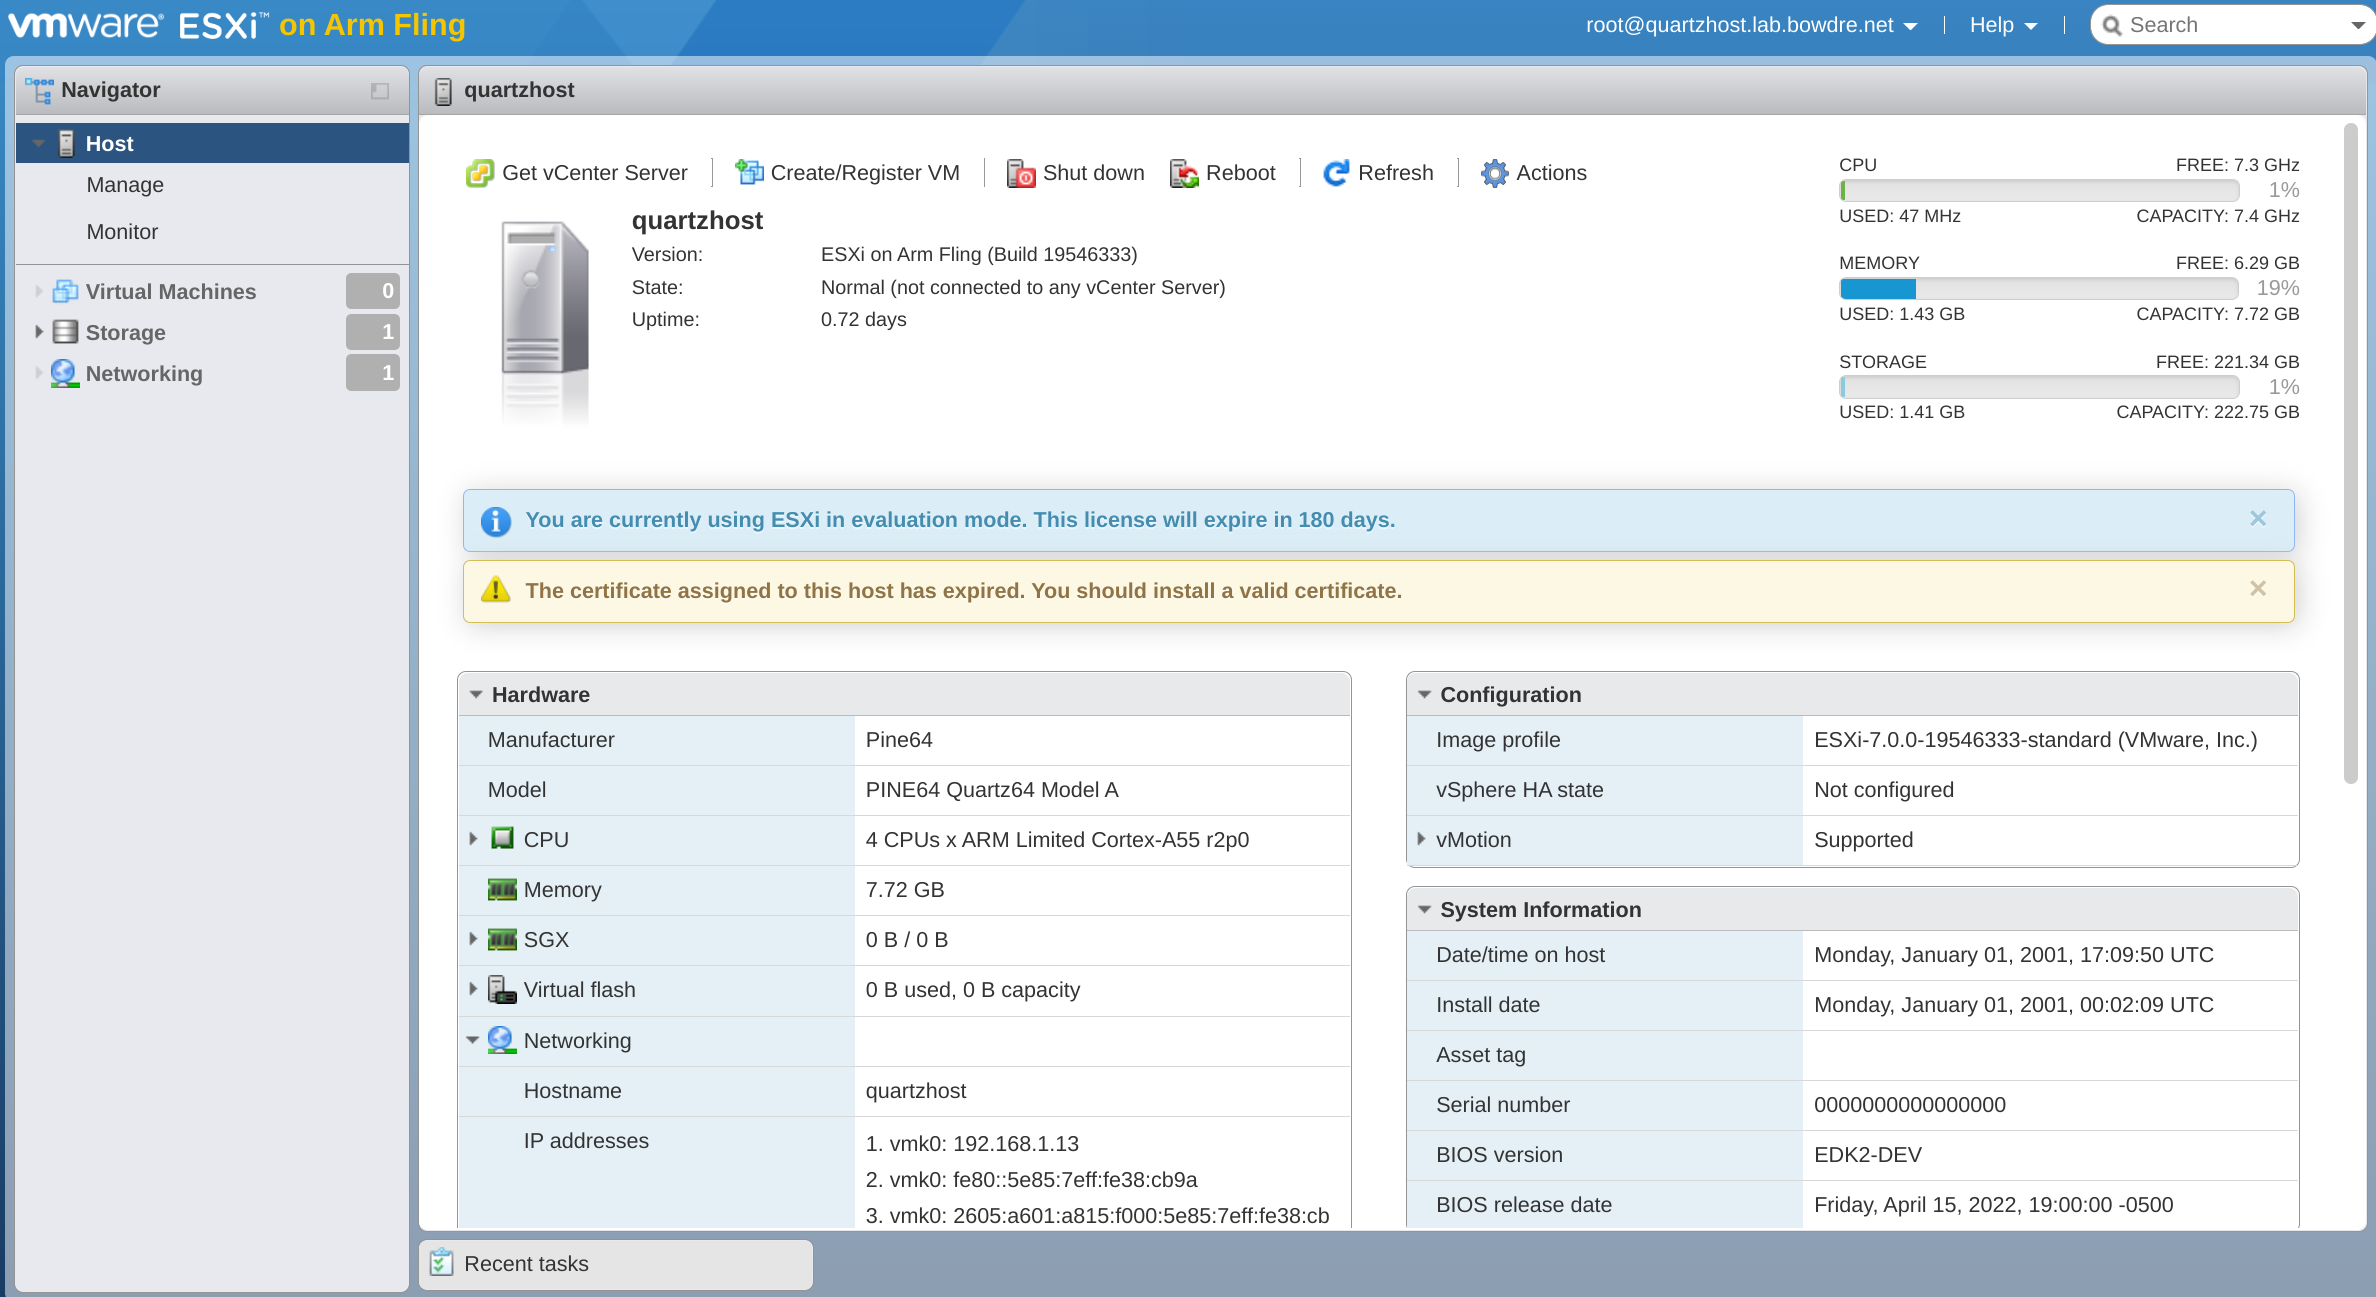 vmware® ESXi™ on Arm Fling
root@quartzhost.lab.bowdre.net
Help
Search
Navigator
Host
Manage
Monitor
Virtual Machines 0
Storage 1
Networking 1
quartzhost
Get vCenter Server
Create/Register VM
Shut down
Reboot
Refresh
Actions
quartzhost
Version: ESXi on Arm Fling (Build 19546333)
State: Normal (not connected to any vCenter Server)
Uptime: 0.72 days
CPU FREE: 7.3 GHz
1%
USED: 47 MHz CAPACITY: 7.4 GHz
MEMORY FREE: 6.29 GB
19%
USED: 1.43 GB CAPACITY: 7.72 GB
STORAGE FREE: 221.34 GB
1%
USED: 1.41 GB CAPACITY: 222.75 GB
You are currently using ESXi in evaluation mode. This license will expire in 180 days.
The certificate assigned to this host has expired. You should install a valid certificate.
Hardware
Manufacturer Pine64
Model PINE64 Quartz64 Model A
CPU 4 CPUs x ARM Limited Cortex-A55 r2p0
Memory 7.72 GB
SGX 0 B / 0 B
Virtual flash 0 B used, 0 B capacity
Networking
Hostname quartzhost
IP addresses 1. vmk0: 192.168.1.13
2. vmk0: fe80::5e85:7eff:fe38:cb9a
3. vmk0: 2605:a601:a815:f000:5e85:7eff:fe38:cb
Configuration
Image profile ESXi-7.0.0-19546333-standard (VMware, Inc.)
vSphere HA state Not configured
vMotion Supported
System Information
Date/time on host Monday, January 01, 2001, 17:09:50 UTC
Install date Monday, January 01, 2001, 00:02:09 UTC
Asset tag
Serial number 0000000000000000
BIOS version EDK2-DEV
BIOS release date Friday, April 15, 2022, 19:00:00 -0500
Recent tasks